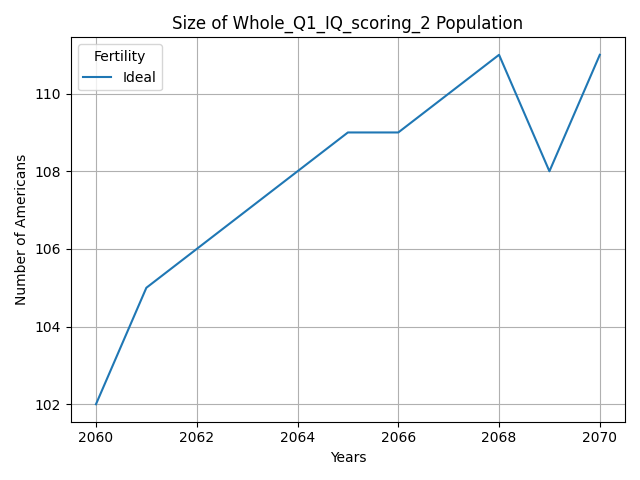 Size of Whole_Q1_IQ_scoring_2 Population
Fertility
Ideal
Number of Americans
110
108
106
104
102
2060 2062 2064 2066 2068 2070
Years